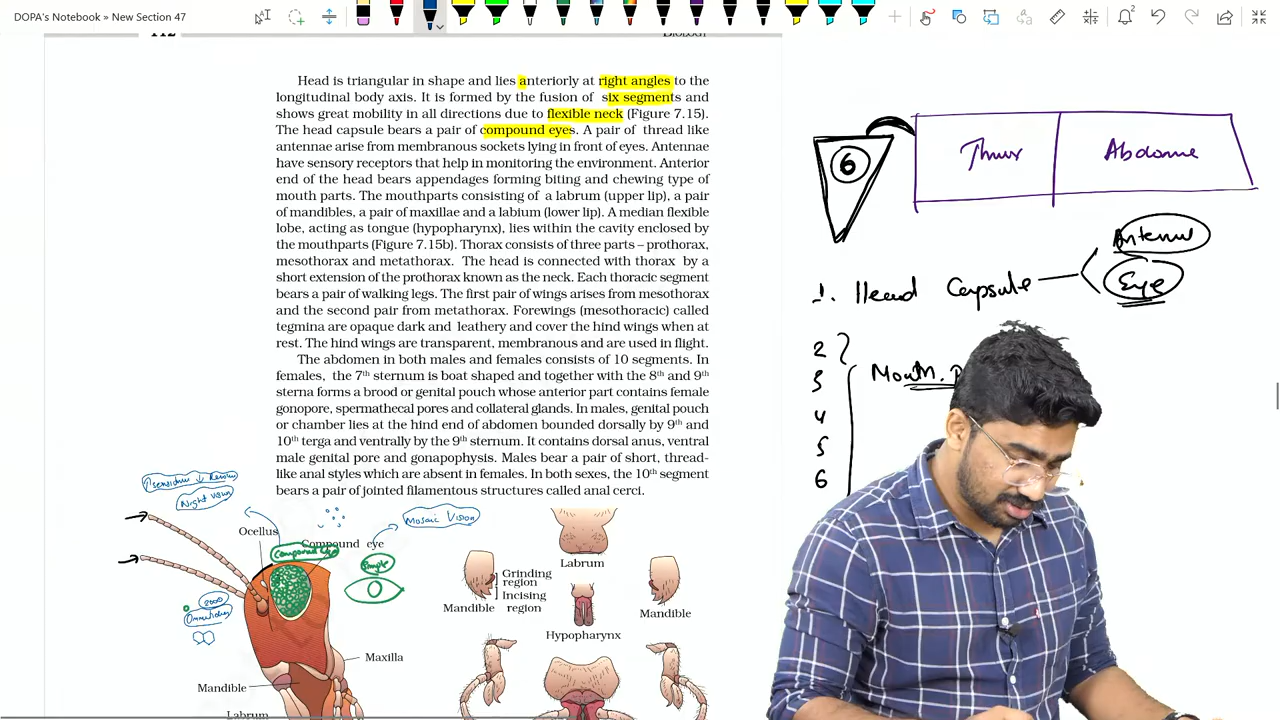 DOPA's Notebook » New Section 47
Head is triangular in shape and lies anteriorly at right angles to the
longitudinal body axis. It is formed by the fusion of six segments and
shows great mobility in all directions due to flexible neck (Figure 7.15).
The head capsule bears a pair of compound eyes. A pair of thread like
antennae arise from membranous sockets lying in front of eyes. Antennae
have sensory receptors that help in monitoring the environment. Anterior
end of the head bears appendages forming biting and chewing type of
mouth parts. The mouthparts consisting of a labrum (upper lip), a pair
of mandibles, a pair of maxillae and a labium (lower lip). A median flexible
lobe, acting as tongue (hypopharynx), lies within the cavity enclosed by
the mouthparts (Figure 7.15b). Thorax consists of three parts – prothorax,
mesothorax and metathorax. The head is connected with thorax by a
short extension of the prothorax known as the neck. Each thoracic segment
bears a pair of walking legs. The first pair of wings arises from mesothorax
and the second pair from metathorax. Forewings (mesothoracic) called
tegmina are opaque dark and leathery and cover the hind wings when at
rest. The hind wings are transparent, membranous and are used in flight.
The abdomen in both males and females consists of 10 segments. In
females, the 7th sternum is boat shaped and together with the 8th and 9th
sterna forms a brood or genital pouch whose anterior part contains female
gonopore, spermathecal pores and collateral glands. In males, genital pouch
or chamber lies at the hind end of abdomen bounded dorsally by 9th and
10th terga and ventrally by the 9th sternum. It contains dorsal anus, ventral
male genital pore and gonapophysis. Males bear a pair of short, thread-
like anal styles which are absent in females. In both sexes, the 10th segment
bears a pair of jointed filamentous structures called anal cerci.
6
1. Head Capsule
Eye
2
3
4
5
6
Night Vision
Mosaic Vision
Ocellus
Compound eye
Compound eye
Simple
2000
Ommatidia
Maxilla
Mandible
Labrum
Labrum
Grinding
region
Incising
region
Mandible
Mandible
Hypopharynx